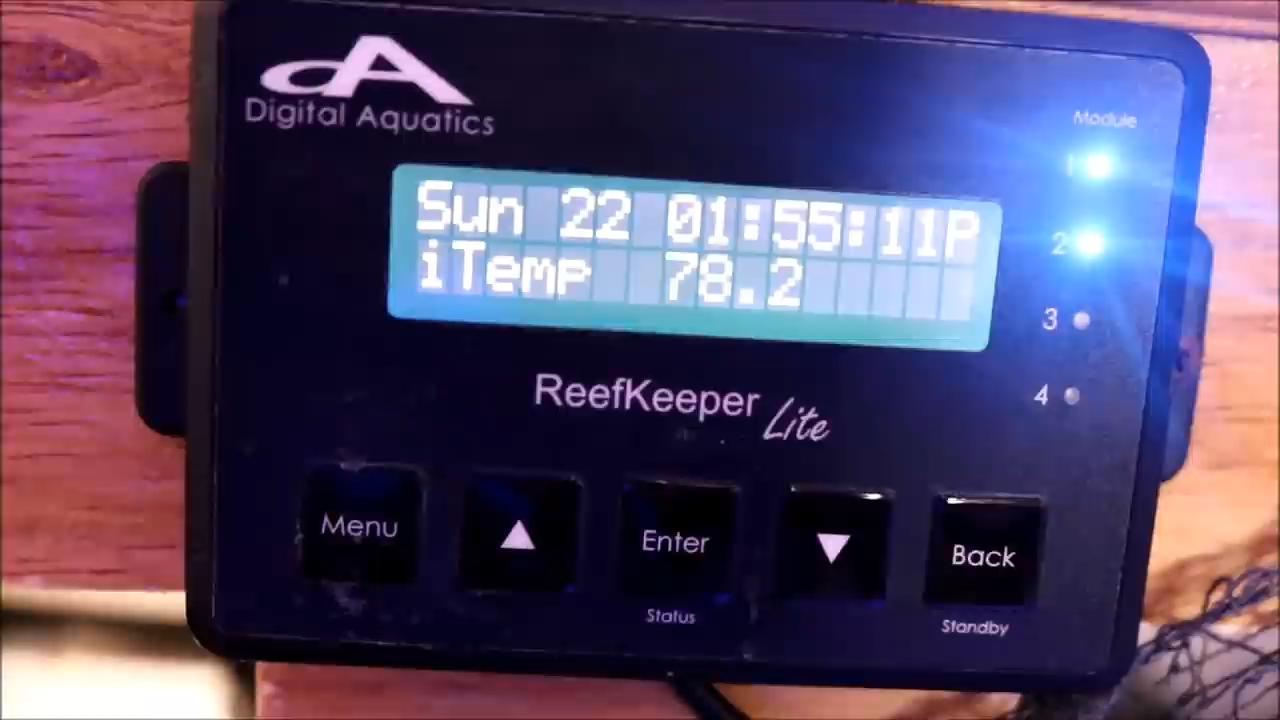 dA
Digital Aquatics
Module
Sun 22 01:55:11P
iTemp 78.2
1
2
3
4
ReefKeeper Lite
Menu ▲ Enter ▼ Back
Status Standby